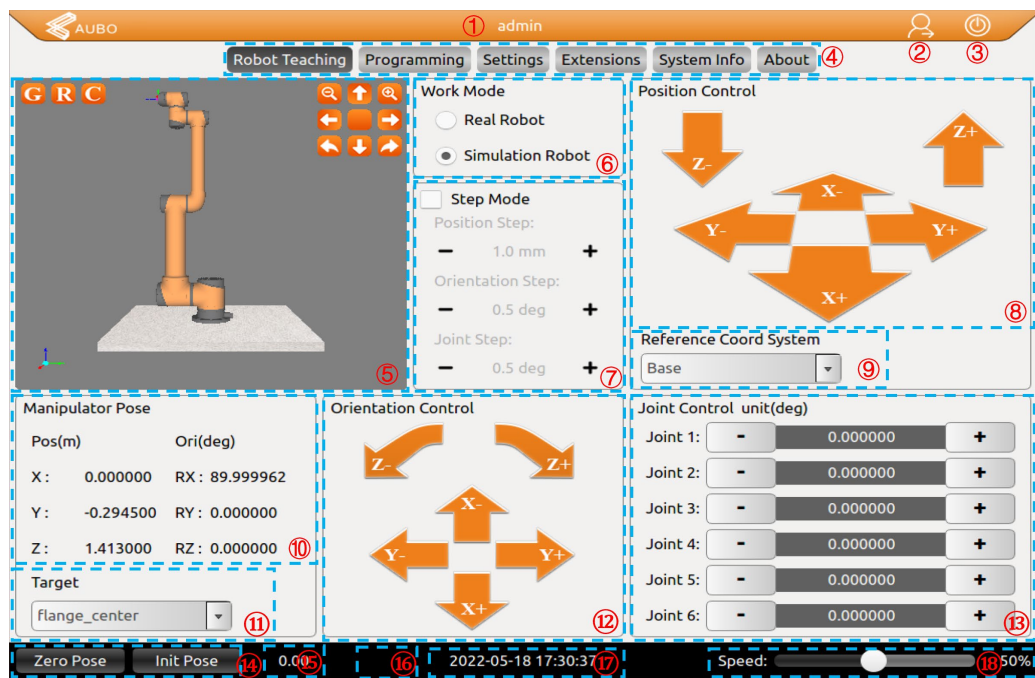 AUBO
① admin
② ③
Robot Teaching Programming Settings Extensions System Info About ④
G R C
⑤
Work Mode
Real Robot
Simulation Robot
⑥
Step Mode
Position Step:
- 1.0 mm +
Orientation Step:
- 0.5 deg +
Joint Step:
- 0.5 deg +
⑦
Position Control
Z- Z+
X-
Y- Y+
X+
⑧
Reference Coord System
Base
⑨
Manipulator Pose
Pos(m) Ori(deg)
X : 0.000000 RX : 89.999962
Y : -0.294500 RY : 0.000000
Z : 1.413000 RZ : 0.000000
⑩
Target
flange_center
⑪
Orientation Control
Z- Z+
X-
Y- Y+
X+
⑫
Joint Control unit(deg)
Joint 1: - 0.000000 +
Joint 2: - 0.000000 +
Joint 3: - 0.000000 +
Joint 4: - 0.000000 +
Joint 5: - 0.000000 +
Joint 6: - 0.000000 +
⑬
Zero Pose Init Pose ⑭ 0.00 ⑮ ⑯ 2022-05-18 17:30:37 ⑰ Speed: ⑱ 50%